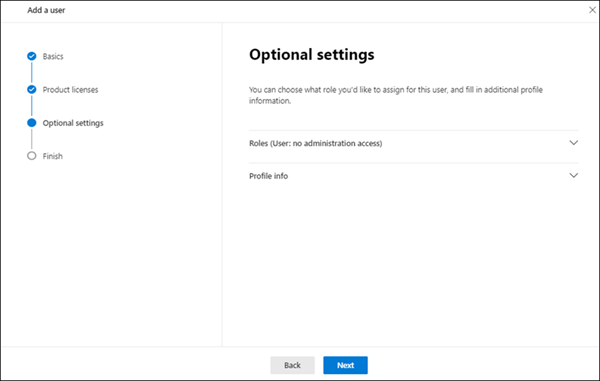 Add a user
Basics
Product licenses
Optional settings
Finish
Optional settings
You can choose what role you'd like to assign for this user, and fill in additional profile
information.
Roles (User: no administration access)
Profile info
Back
Next